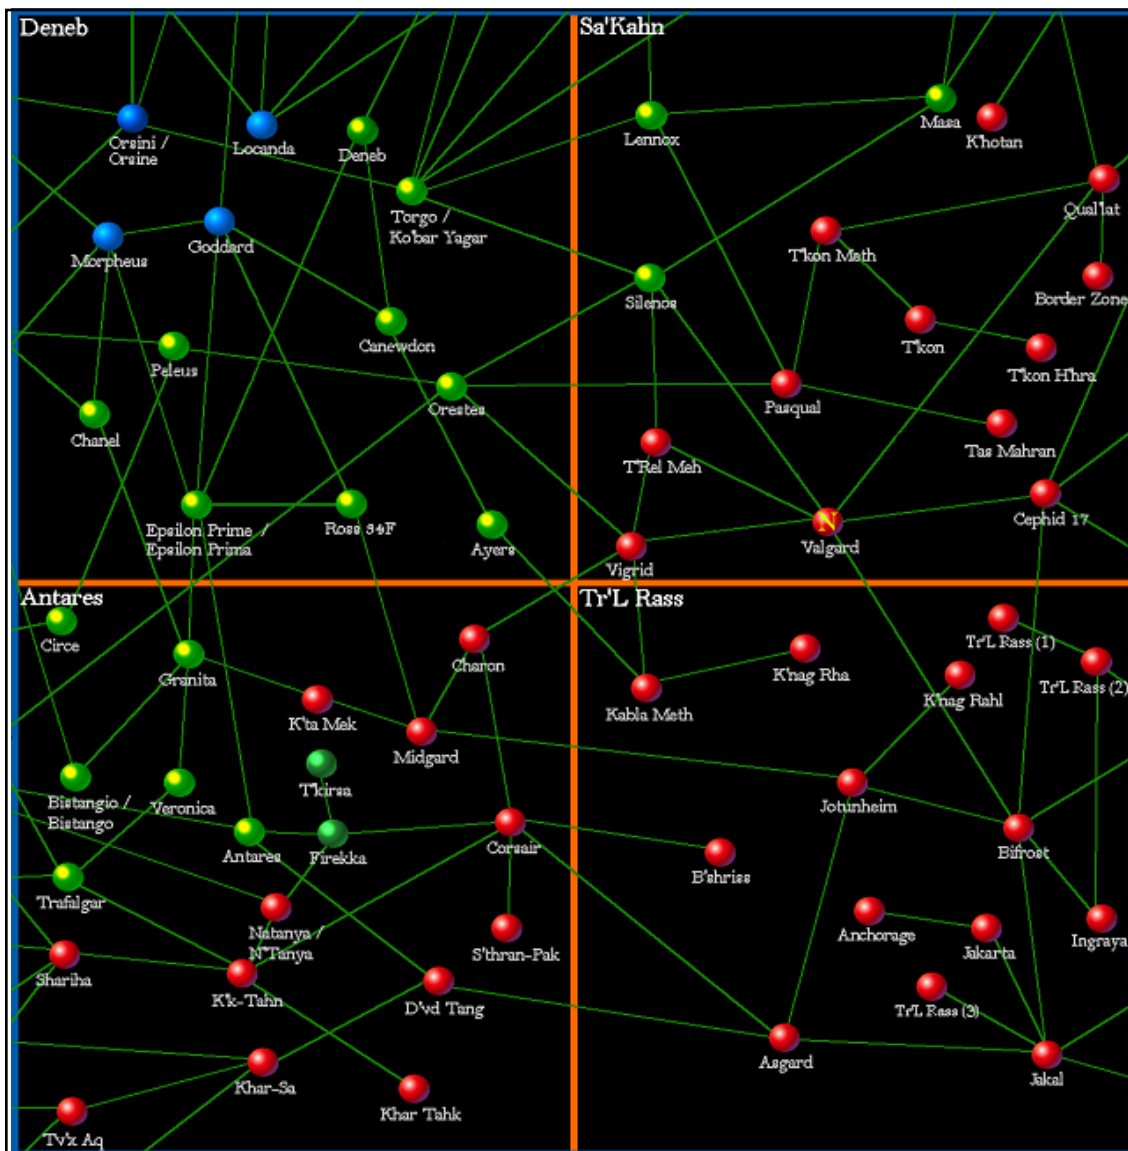 Deneb
Orsini /
Orsine
Locanda
Deneb
Torgo /
Ko'bar Yagar
Morpheus
Goddard
Canewdon
Peleus
Orestes
Chanel
Epsilon Prime /
Epsilon Prima
Ross 94F
Ayers
Sa'Kahn
Lennox
Masa
K'hotan
Qual'lat
T'kon Meth
Silenos
Border Zone
T'kon
T'kon H'hra
Pasqual
Tas Mahran
T'Rel Meh
Cephid 17
N
Valgard
Vigrid
Antares
Circe
Granita
Charon
K'ta Mek
Midgard
T'kirsa
Bistangio /
Bistango
Veronica
Antares
Firekka
Corsair
Trafalgar
Natanya /
N'Tanya
S'thran-Pak
Shariha
K'k-Tahn
D'vd Tang
Khar-Sa
Khar Tahk
Tv'x Aq
Tr'L Rass
Tr'L Rass (1)
K'nag Rha
Tr'L Rass (2)
K'nag Rahl
Kabla Meth
Jotunheim
Bifrost
B'shriss
Anchorage
Jakarta
Ingraya
Tr'L Rass (3)
Asgard
Jakal